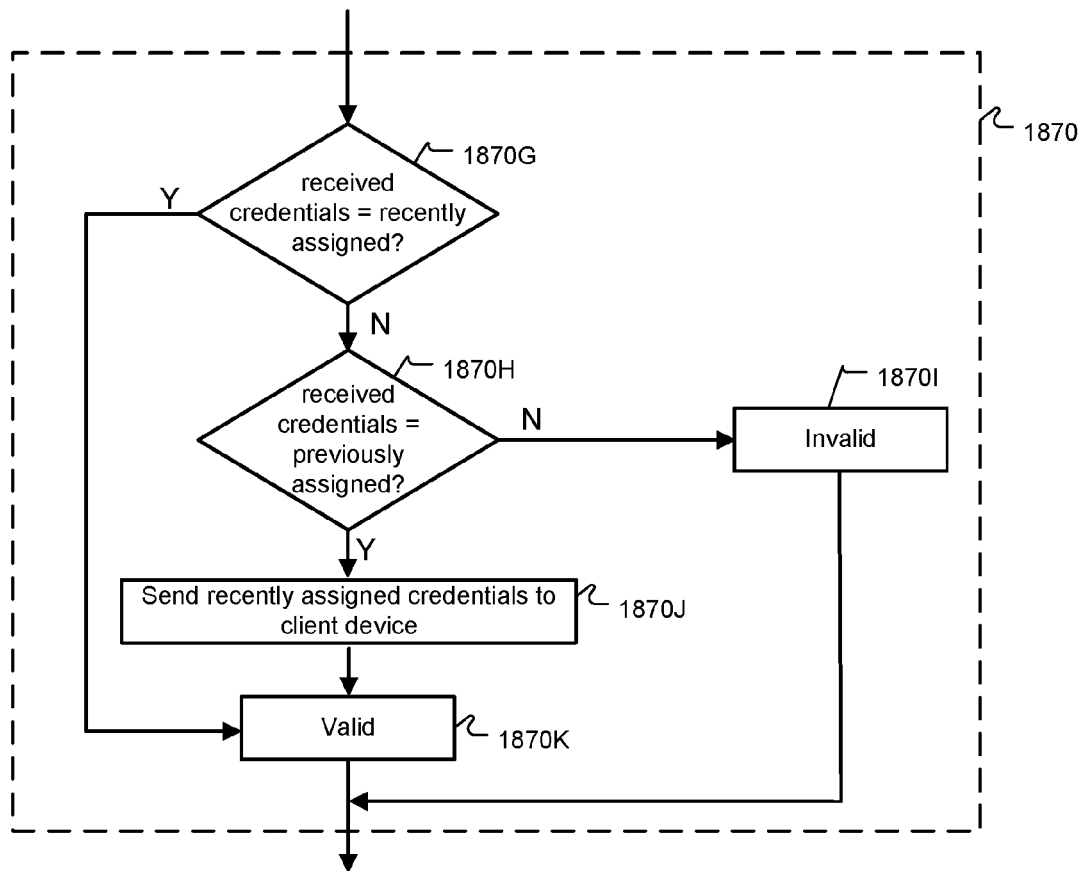 1870
1870G
received
credentials = recently
assigned?
Y
N
1870H
received
credentials =
previously
assigned?
N
1870I
Invalid
Y
Send recently assigned credentials to
client device
1870J
Valid
1870K